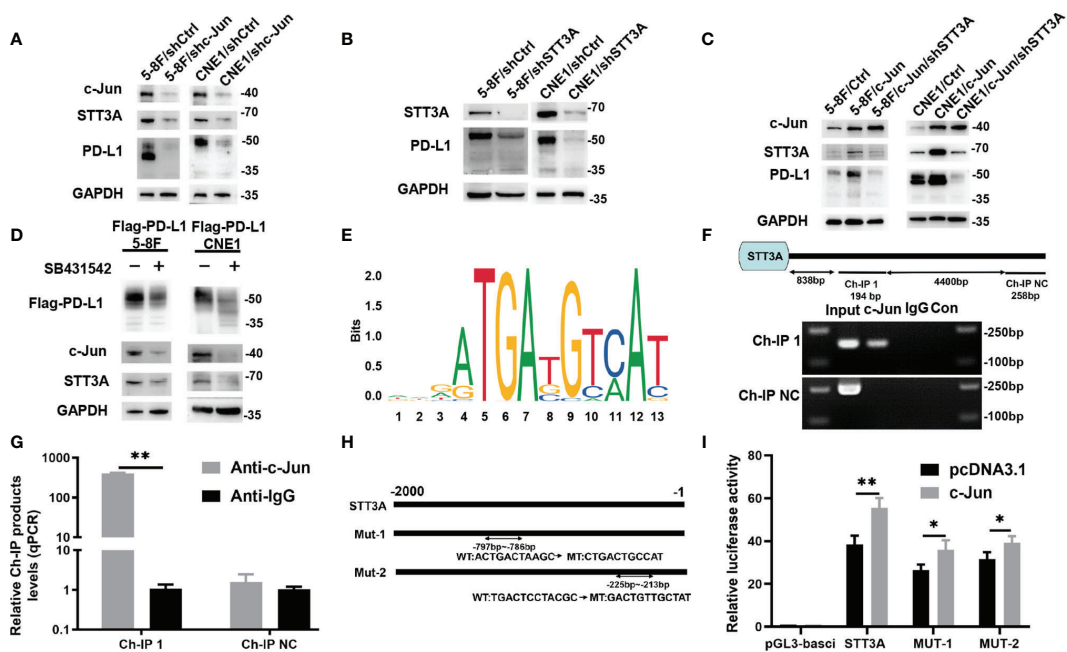 A
5-8F/shCtrl
5-8F/shc-Jun
CNE1/shCtrl
CNE1/shc-Jun
c-Jun
-40
STT3A
-70
PD-L1
-50
-35
GAPDH
-35
B
5-8F/shCtrl
5-8F/shSTT3A
CNE1/shCtrl
CNE1/shSTT3A
STT3A
-70
PD-L1
-50
-35
GAPDH
-35
C
5-8F/Ctrl
5-8F/c-Jun
5-8F/c-Jun/shSTT3A
CNE1/Ctrl
CNE1/c-Jun
CNE1/c-Jun/shSTT3A
c-Jun
-40
STT3A
-70
PD-L1
-50
-35
GAPDH
-35
D
Flag-PD-L1 Flag-PD-L1
5-8F CNE1
SB431542 − + − +
Flag-PD-L1
-50
-35
c-Jun
-40
STT3A
-70
GAPDH
-35
E
2.0
1.5
1.0
0.5
0.0
Bits
1 2 3 4 5 6 7 8 9 10 11 12 13
F
STT3A
838bp
Ch-IP 1
194 bp
4400bp
Ch-IP NC
258bp
Input c-Jun IgG Con
Ch-IP 1
-250bp
-100bp
Ch-IP NC
-250bp
-100bp
G
Relative Ch-IP products
levels (qPCR)
1000
100
10
10
1
0.1
**
Anti-c-Jun
Anti-IgG
Ch-IP 1 Ch-IP NC
H
-2000 -1
STT3A
Mut-1
-797bp~-786bp
WT:ACTGACTAAGC→MT:CTGACTGCCAT
Mut-2
-225bp~-213bp
WT:TGACTCCTACGC→MT:GACTGTTGCTAT
I
Relative luciferase activity
80
60
40
20
0
** * *
pcDNA3.1
c-Jun
pGL3-basci STT3A MUT-1 MUT-2